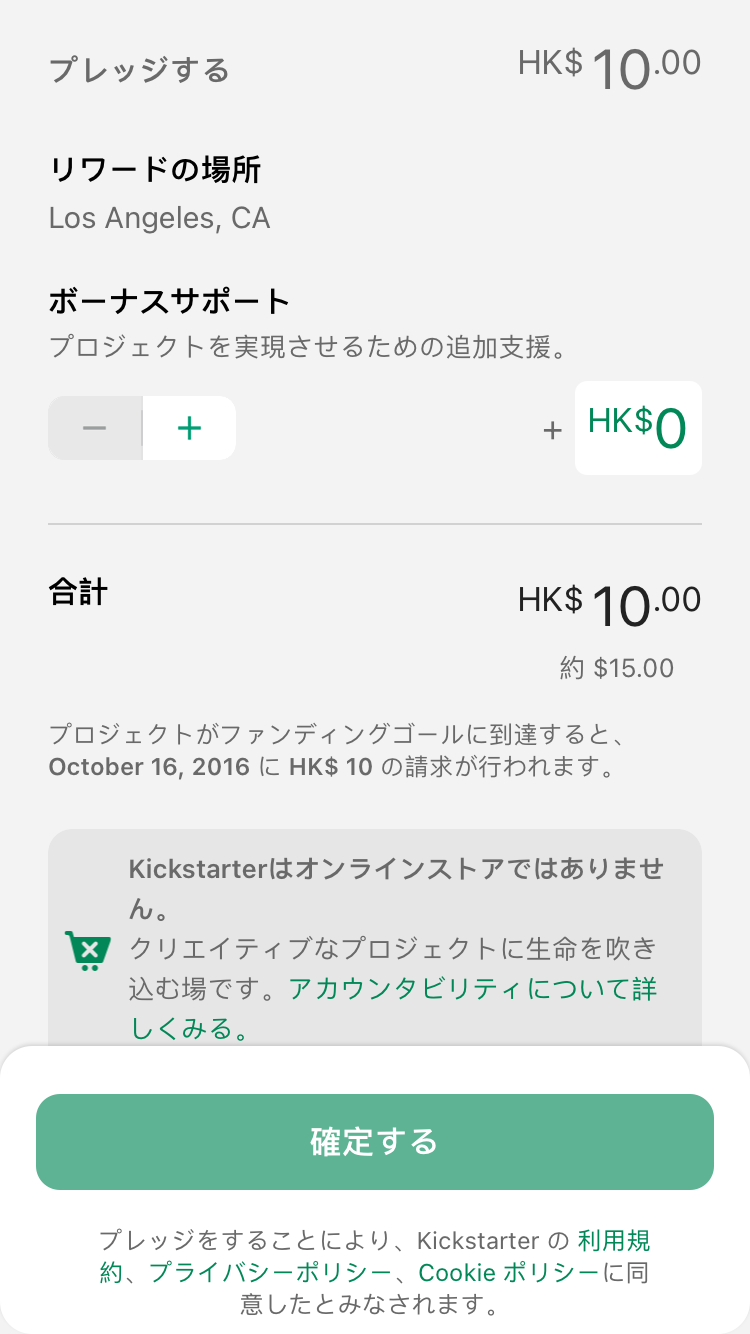 プレッジする HK$ 10.00
リワードの場所
Los Angeles, CA
ボーナスサポート
プロジェクトを実現させるための追加支援。
− + + HK$0
合計 HK$ 10.00
約 $15.00
プロジェクトがファンディングゴールに到達すると、
October 16, 2016 に HK$ 10 の請求が行われます。
Kickstarterはオンラインストアではありませ
ん。
クリエイティブなプロジェクトに生命を吹き
込む場です。アカウンタビリティについて詳
しくみる。
確定する
プレッジをすることにより、Kickstarter の 利用規
約、プライバシーポリシー、Cookie ポリシーに同
意したとみなされます。